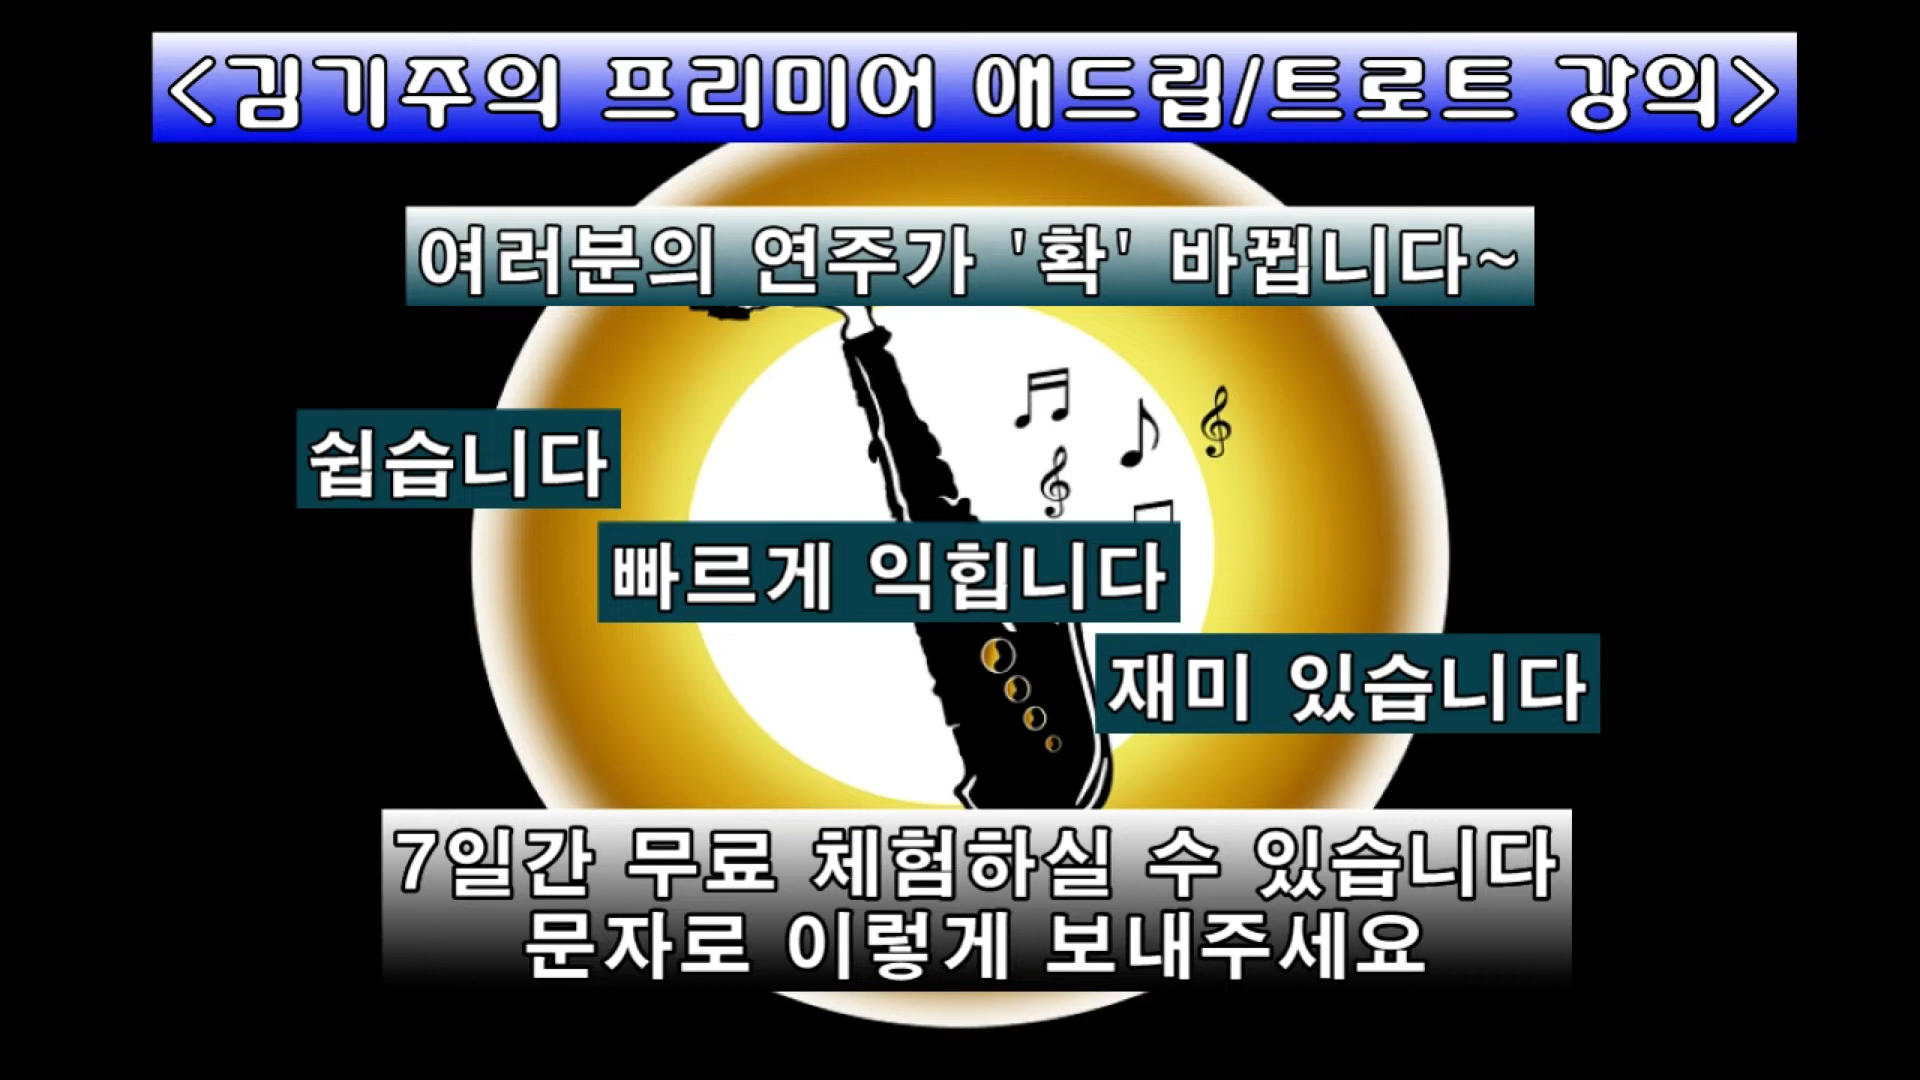 <김기주의 프리미어 애드립/트로트 강의>
여러분의 연주가 '확' 바뀝니다~
쉽습니다
빠르게 익힙니다
재미 있습니다
7일간 무료 체험하실 수 있습니다
문자로 이렇게 보내주세요